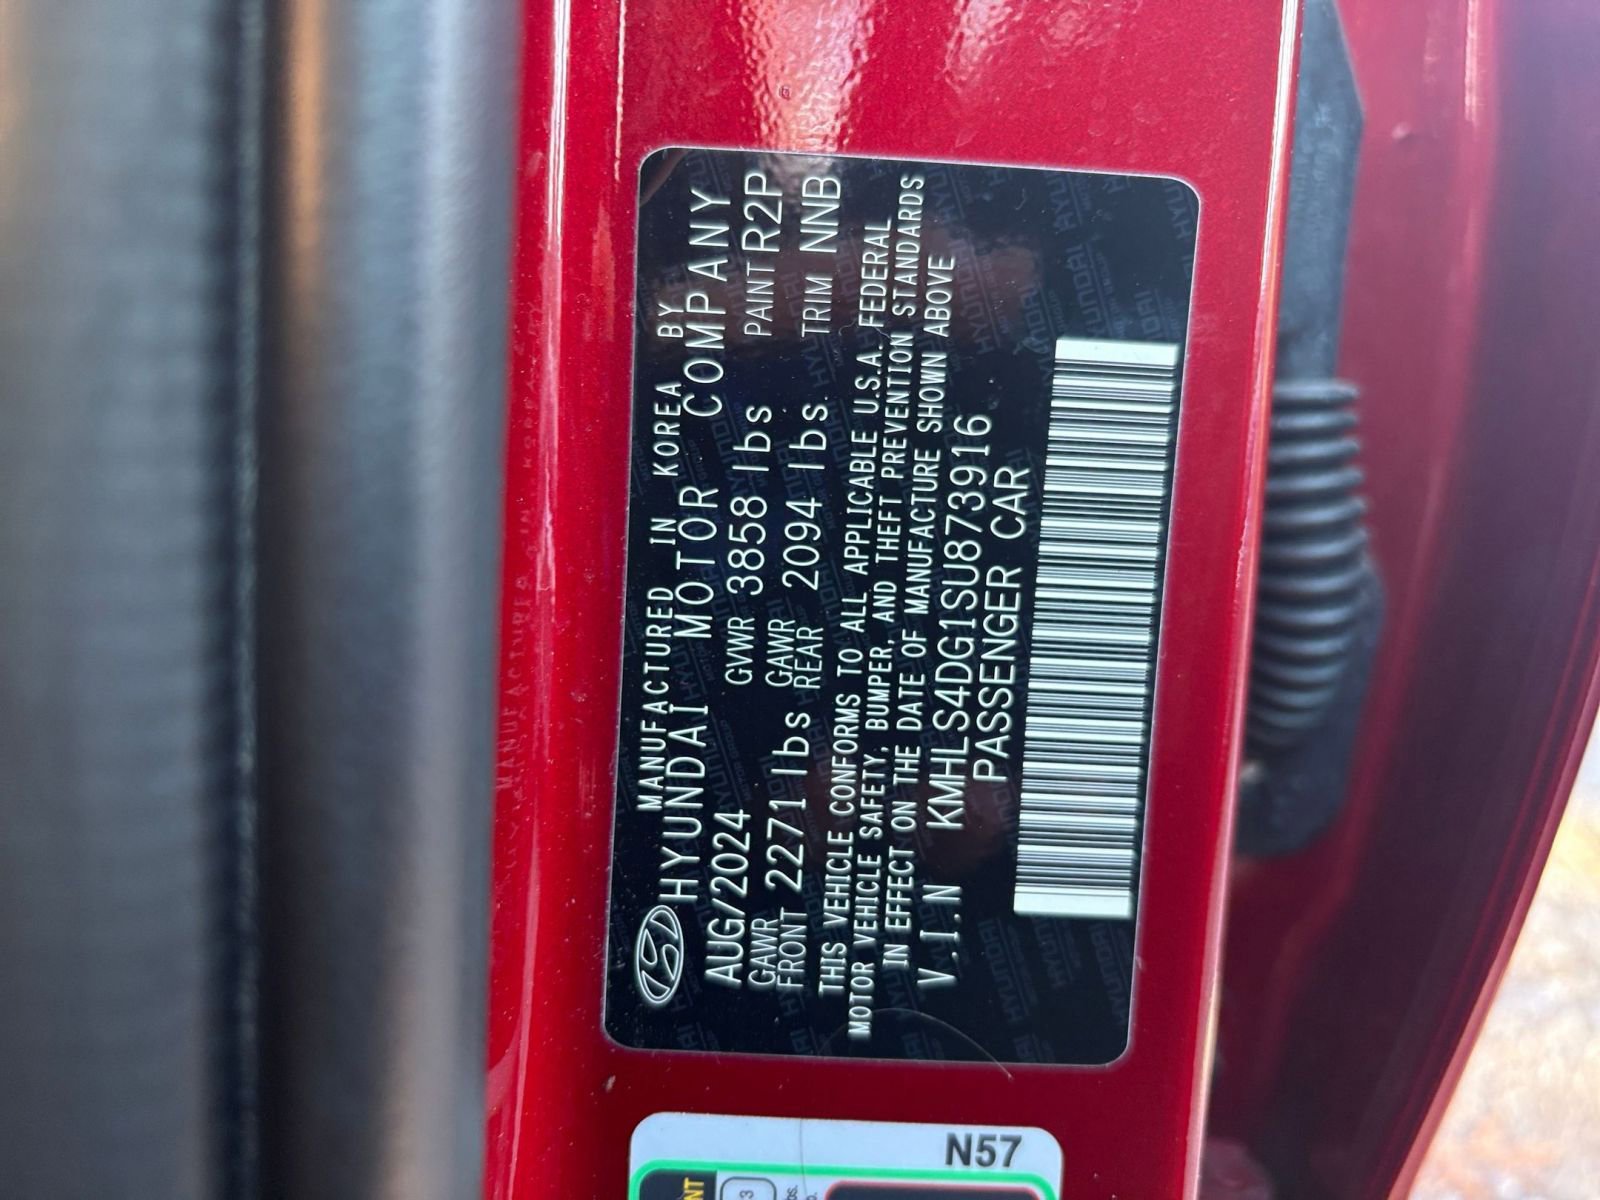 MANUFACTURED IN KOREA BY
HYUNDAI MOTOR COMPANY
AUG/2024 GVWR 3858 lbs PAINT R2P
GAWR FRONT 2271 lbs GAWR REAR 2094 lbs TRIM NNB
THIS VEHICLE CONFORMS TO ALL APPLICABLE U.S.A. FEDERAL
MOTOR VEHICLE SAFETY, BUMPER, AND THEFT PREVENTION STANDARDS
IN EFFECT ON THE DATE OF MANUFACTURE SHOWN ABOVE
V.I.N KMHLS4DG1SU873916
PASSENGER CAR
N57